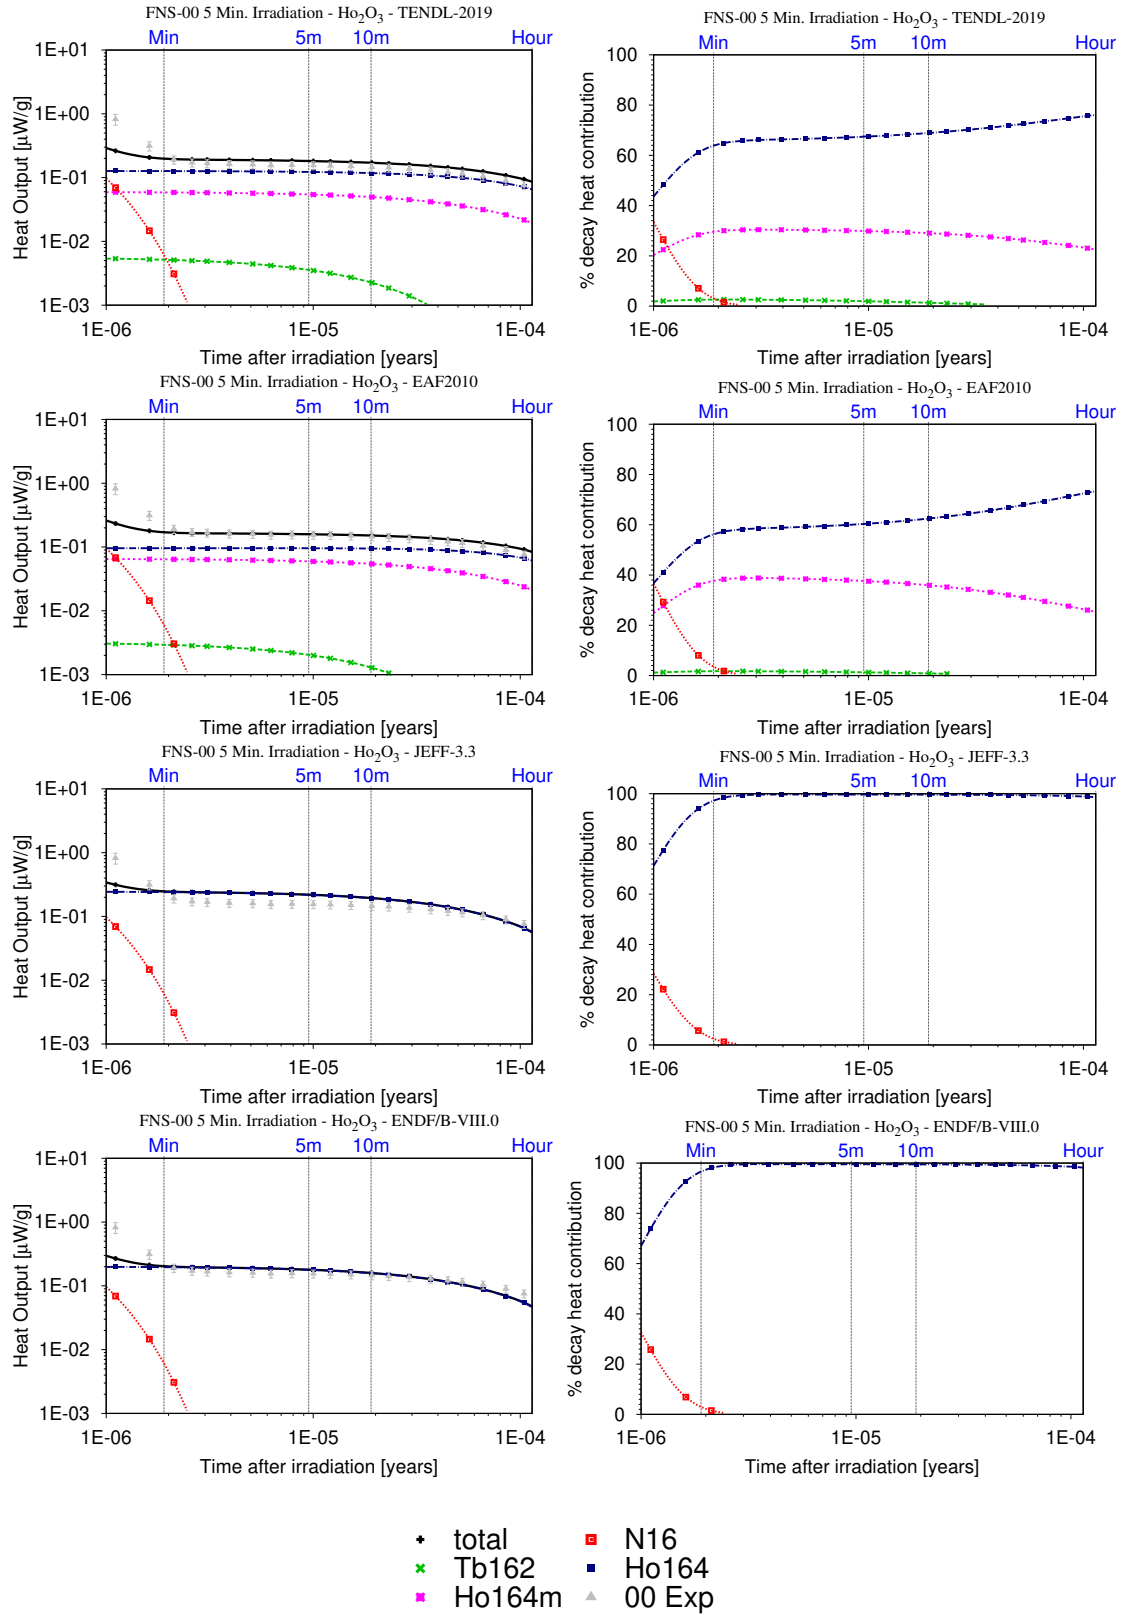 FNS-00 5 Min. Irradiation - Ho2O3 - TENDL-2019
Min 5m 10m Hour
Heat Output [µW/g]
1E+01
1E+00
1E-01
1E-02
1E-03
1E-06 1E-05 1E-04
Time after irradiation [years]
FNS-00 5 Min. Irradiation - Ho2O3 - TENDL-2019
Min 5m 10m Hour
% decay heat contribution
100
80
60
40
20
0
1E-06 1E-05 1E-04
Time after irradiation [years]
FNS-00 5 Min. Irradiation - Ho2O3 - EAF2010
Min 5m 10m Hour
Heat Output [µW/g]
1E+01
1E+00
1E-01
1E-02
1E-03
1E-06 1E-05 1E-04
Time after irradiation [years]
FNS-00 5 Min. Irradiation - Ho2O3 - EAF2010
Min 5m 10m Hour
% decay heat contribution
100
80
60
40
20
0
1E-06 1E-05 1E-04
Time after irradiation [years]
FNS-00 5 Min. Irradiation - Ho2O3 - JEFF-3.3
Min 5m 10m Hour
Heat Output [µW/g]
1E+01
1E+00
1E-01
1E-02
1E-03
1E-06 1E-05 1E-04
Time after irradiation [years]
FNS-00 5 Min. Irradiation - Ho2O3 - JEFF-3.3
Min 5m 10m Hour
% decay heat contribution
100
80
60
40
20
0
1E-06 1E-05 1E-04
Time after irradiation [years]
FNS-00 5 Min. Irradiation - Ho2O3 - ENDF/B-VIII.0
Min 5m 10m Hour
Heat Output [µW/g]
1E+01
1E+00
1E-01
1E-02
1E-03
1E-06 1E-05 1E-04
Time after irradiation [years]
FNS-00 5 Min. Irradiation - Ho2O3 - ENDF/B-VIII.0
Min 5m 10m Hour
% decay heat contribution
100
80
60
40
20
0
1E-06 1E-05 1E-04
Time after irradiation [years]
total N16
Tb162 Ho164
Ho164m 00 Exp